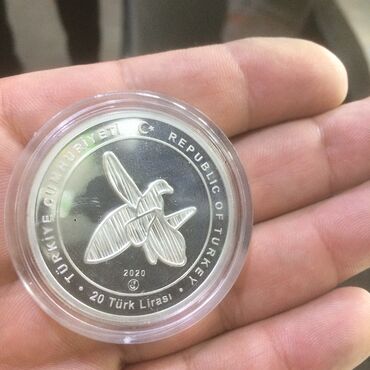 TÜRKİYE CUMHURİYETİ
REPUBLIC OF TURKEY
2020
20 Türk Lirası